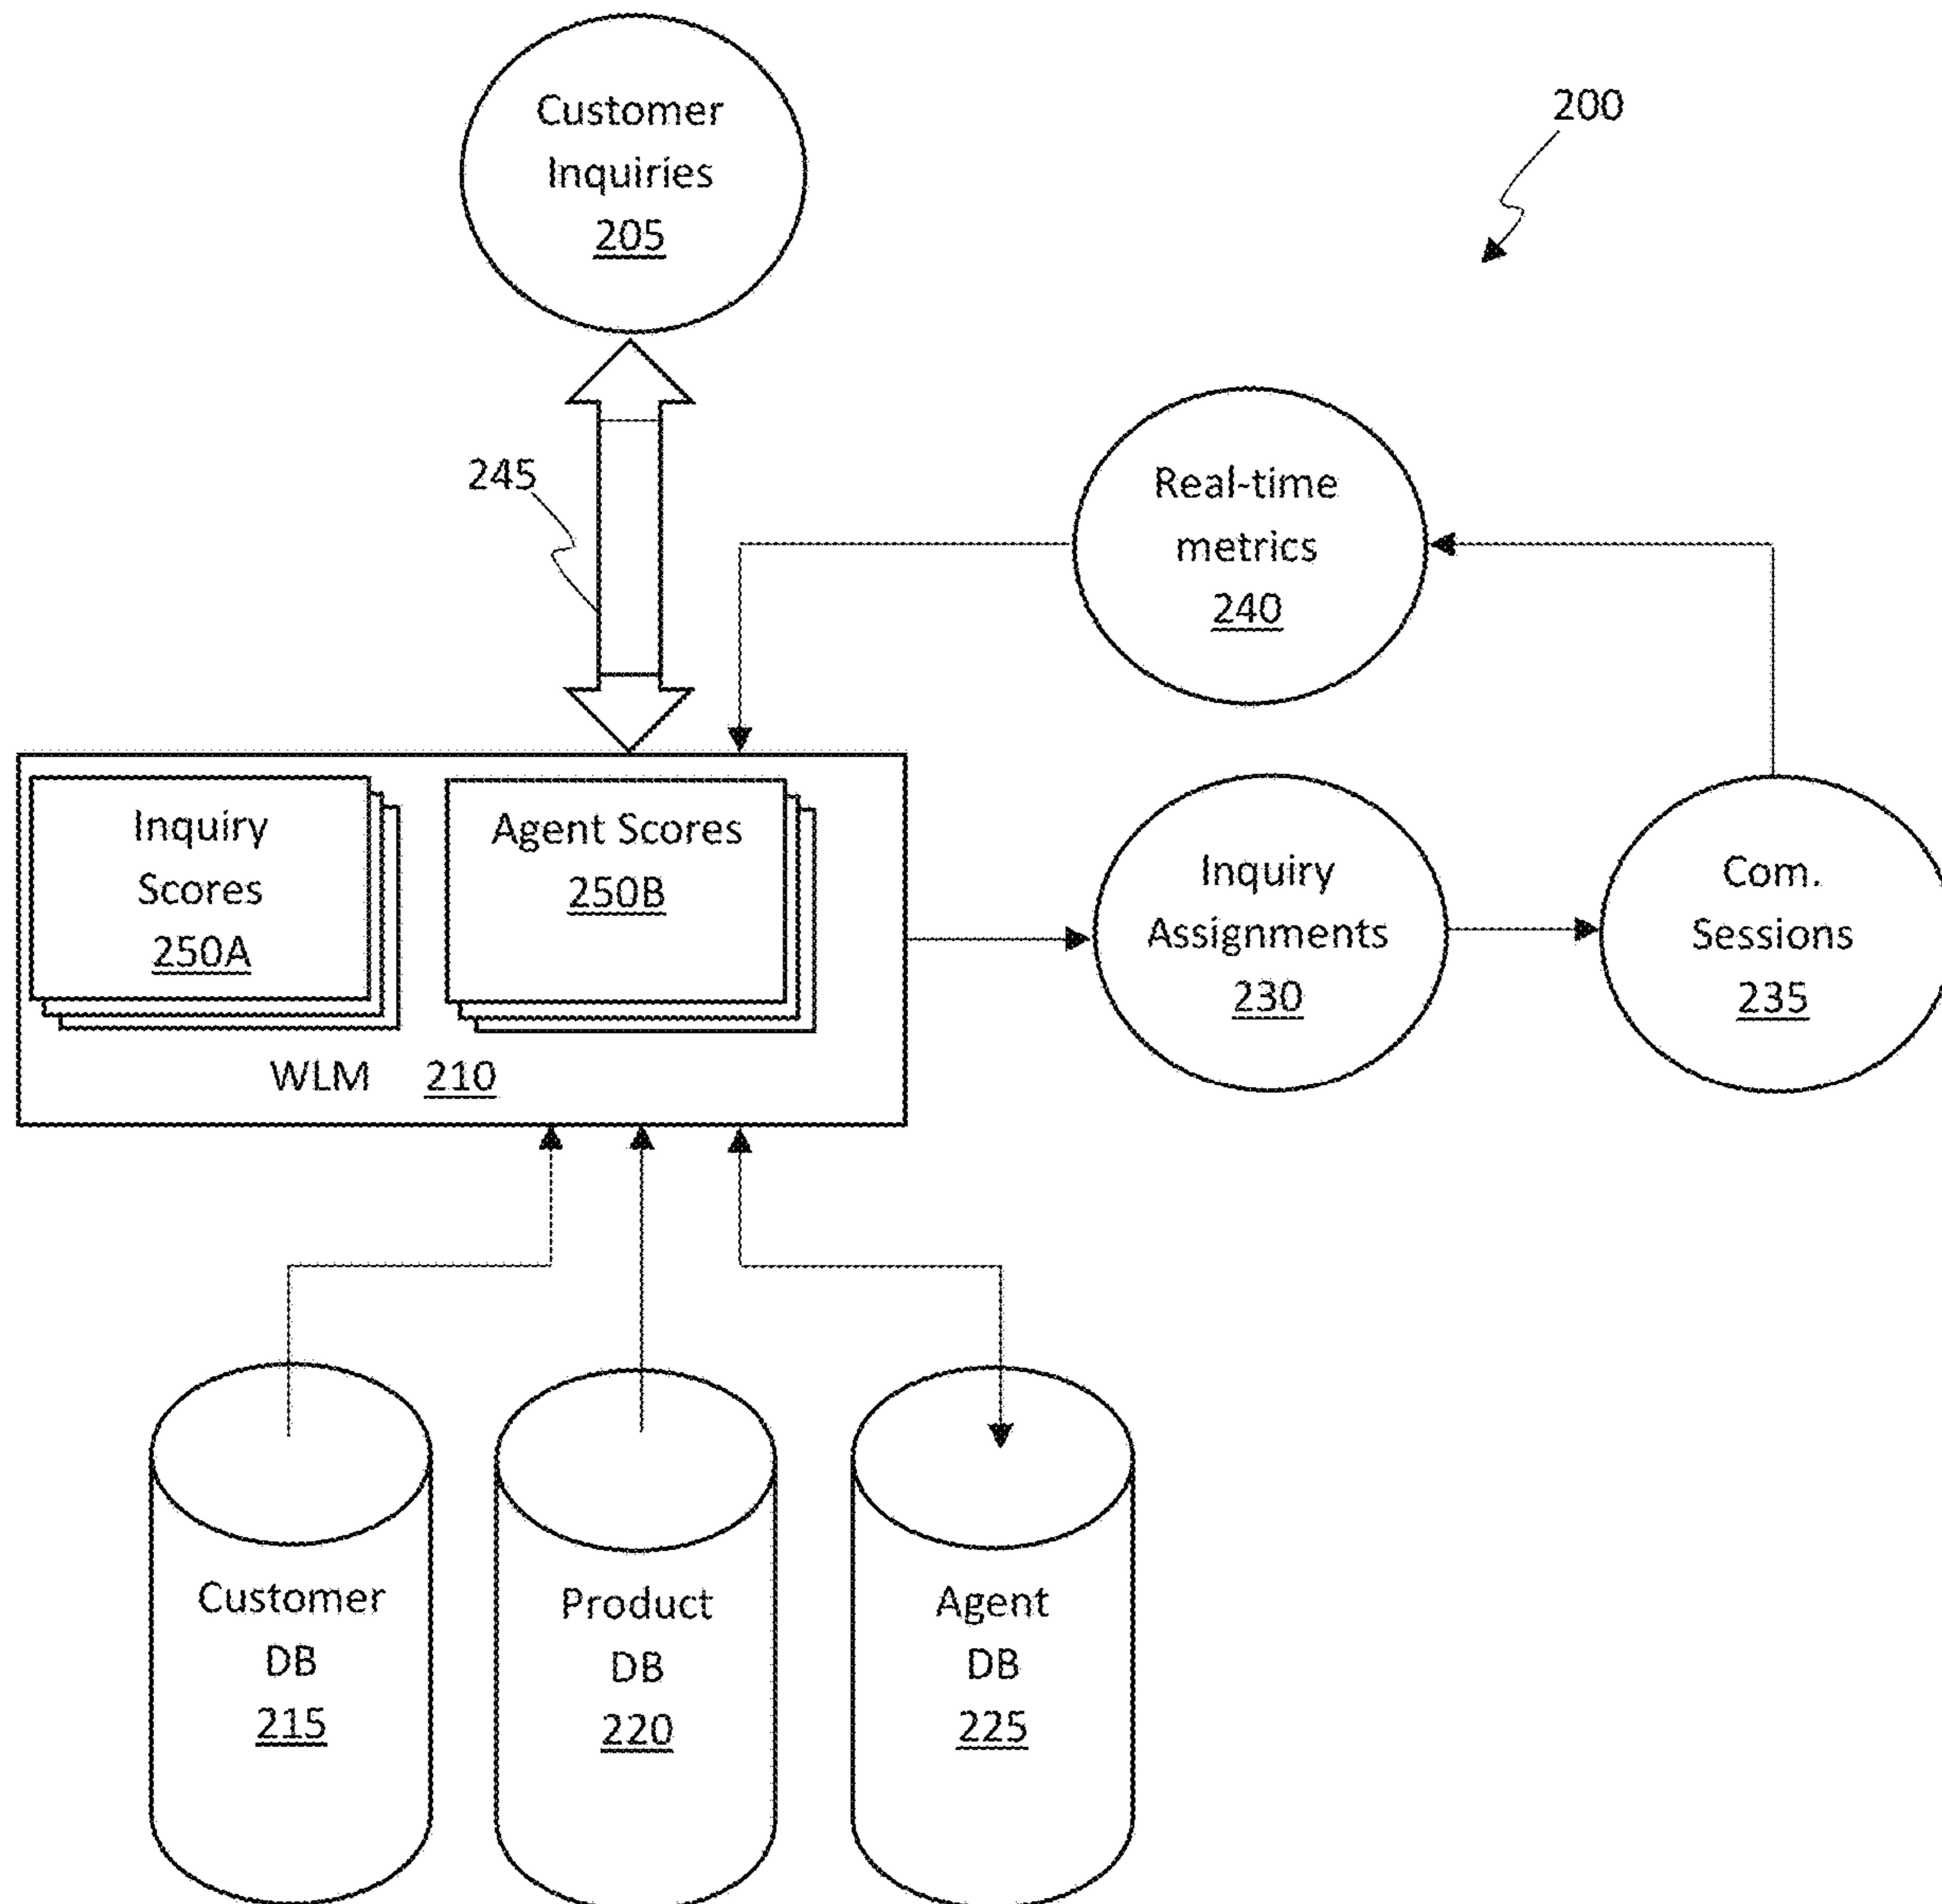 Customer
Inquiries
205
200
245
Real-time
metrics
240
Inquiry
Scores
250A
Agent Scores
250B
WLM 210
Inquiry
Assignments
230
Com.
Sessions
235
Customer
DB
215
Product
DB
220
Agent
DB
225